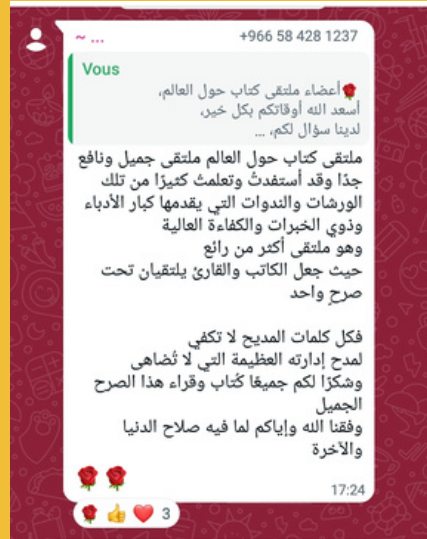 ~ ... +966 58 428 1237
Vous
🌹أعضاء ملتقى كتاب حول العالم،
أسعد الله أوقاتكم بكل خير،
لدينا سؤال لكم، ...
ملتقى كتاب حول العالم ملتقى جميل ونافع
جدًا وقد أستفدتُ وتعلمتُ كثيرًا من تلك
الورشات والندوات التي يقدمها كبار الأدباء
وذوي الخبرات والكفاءة العالية
وهو ملتقى أكثر من رائع
حيث جعل الكاتب والقارئ يلتقيان تحت
صرحٍ واحد
فكل كلمات المديح لا تكفي
لمدح إدارته العظيمة التي لا تُضاهى
وشكرًا لكم جميعًا كُتاب وقراء هذا الصرح
الجميل
وفقنا الله وإياكم لما فيه صلاح الدنيا
والآخرة
🌹🌹
17:24
🌹👍❤️ 3